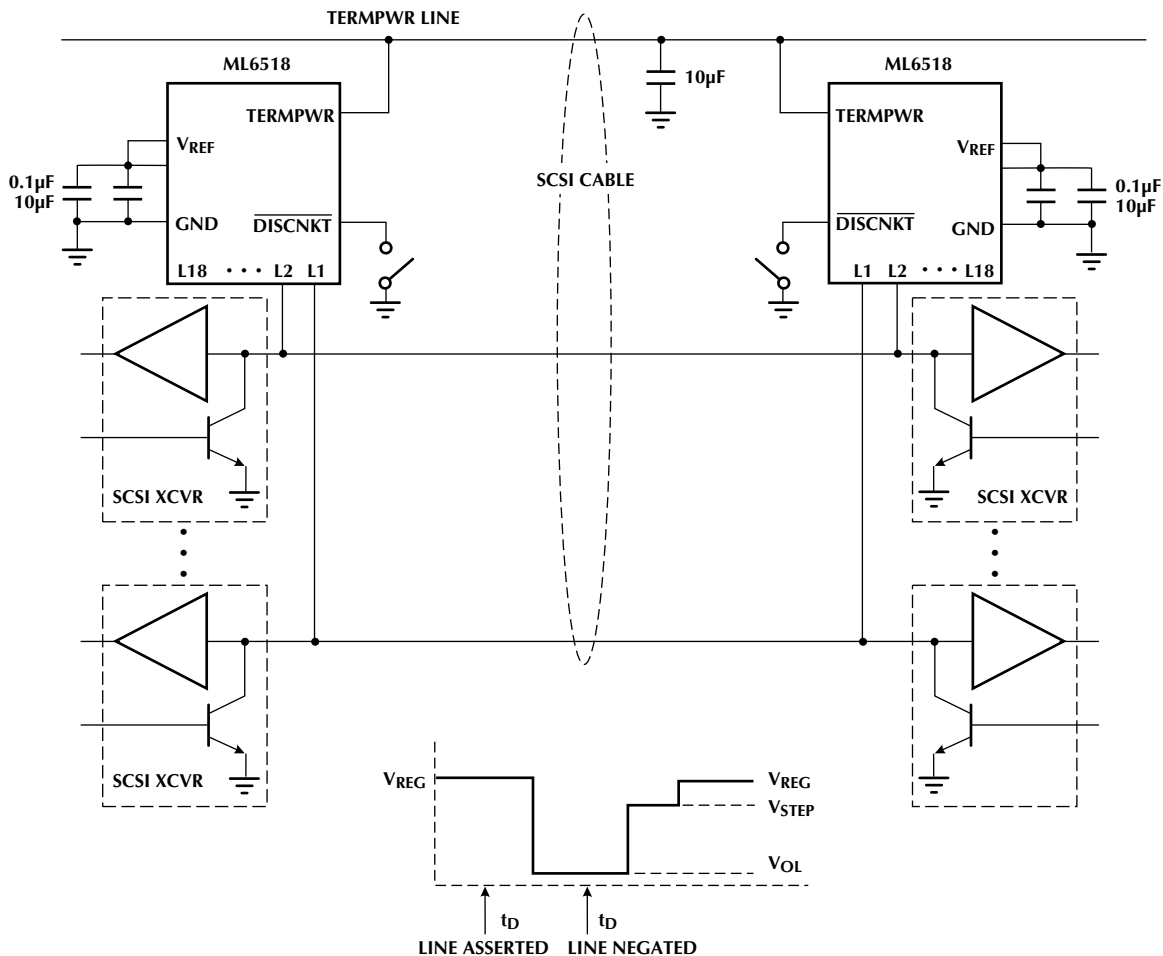 TERMPWR LINE
ML6518
ML6518
10µF
TERMPWR
TERMPWR
VREF
VREF
SCSI CABLE
0.1µF
10µF
0.1µF
10µF
GND
DISCNKT
DISCNKT
GND
L18 • • • L2 L1
L1 L2 • • • L18
SCSI XCVR
SCSI XCVR
SCSI XCVR
VREG
VREG
VSTEP
VOL
tD
tD
LINE ASSERTED
LINE NEGATED